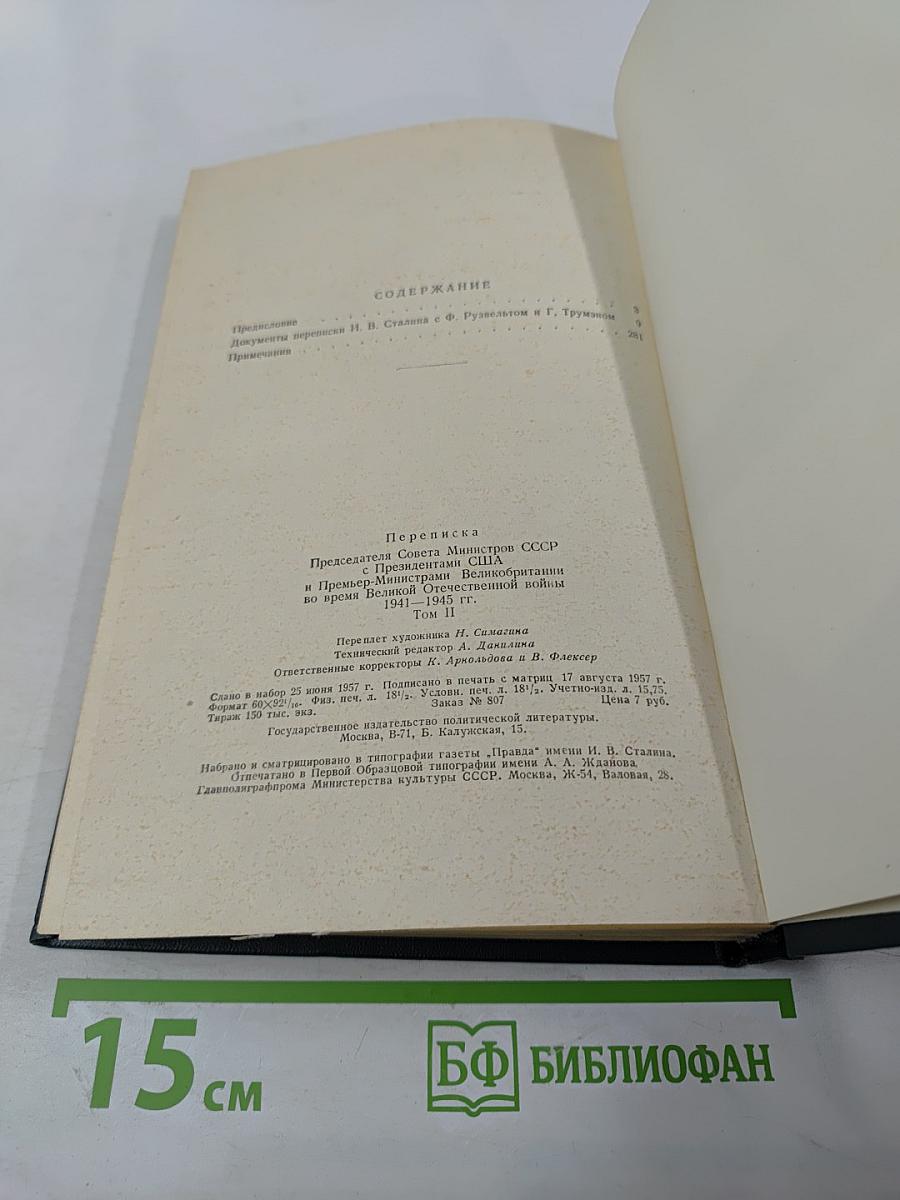 СОДЕРЖАНИЕ
Предисловие . . . . . . . . . . . . . . . . . . . . 3
Документы переписки И. В. Сталина с Ф. Рузвельтом и Г. Трумэном 9
Примечания . . . . . . . . . . . . . . . . . . . . 281
Переписка
Председателя Совета Министров СССР
с Президентами США
и Премьер-Министрами Великобритании
во время Великой Отечественной войны
1941—1945 гг.
Том II
Переплет художника Н. Симагина
Технический редактор А. Данилина
Ответственные корректоры К. Арнольдова и В. Флексер
Сдано в набор 25 июня 1957 г. Подписано в печать с матриц 17 августа 1957 г.
Формат 60×92¹/₁₆. Физ. печ. л. 18¹/₂. Условн. печ. л. 18¹/₂. Учетно-изд. л. 15,75.
Тираж 150 тыс. экз. Заказ № 807 Цена 7 руб.
Государственное издательство политической литературы.
Москва, В-71, Б. Калужская, 15.
Набрано и сматрицировано в типографии газеты „Правда“ имени И. В. Сталина.
Отпечатано в Первой Образцовой типографии имени А. А. Жданова
Главполиграфпрома Министерства культуры СССР. Москва, Ж-54, Валовая, 28.
15 см
БФ БИБЛИОФАН